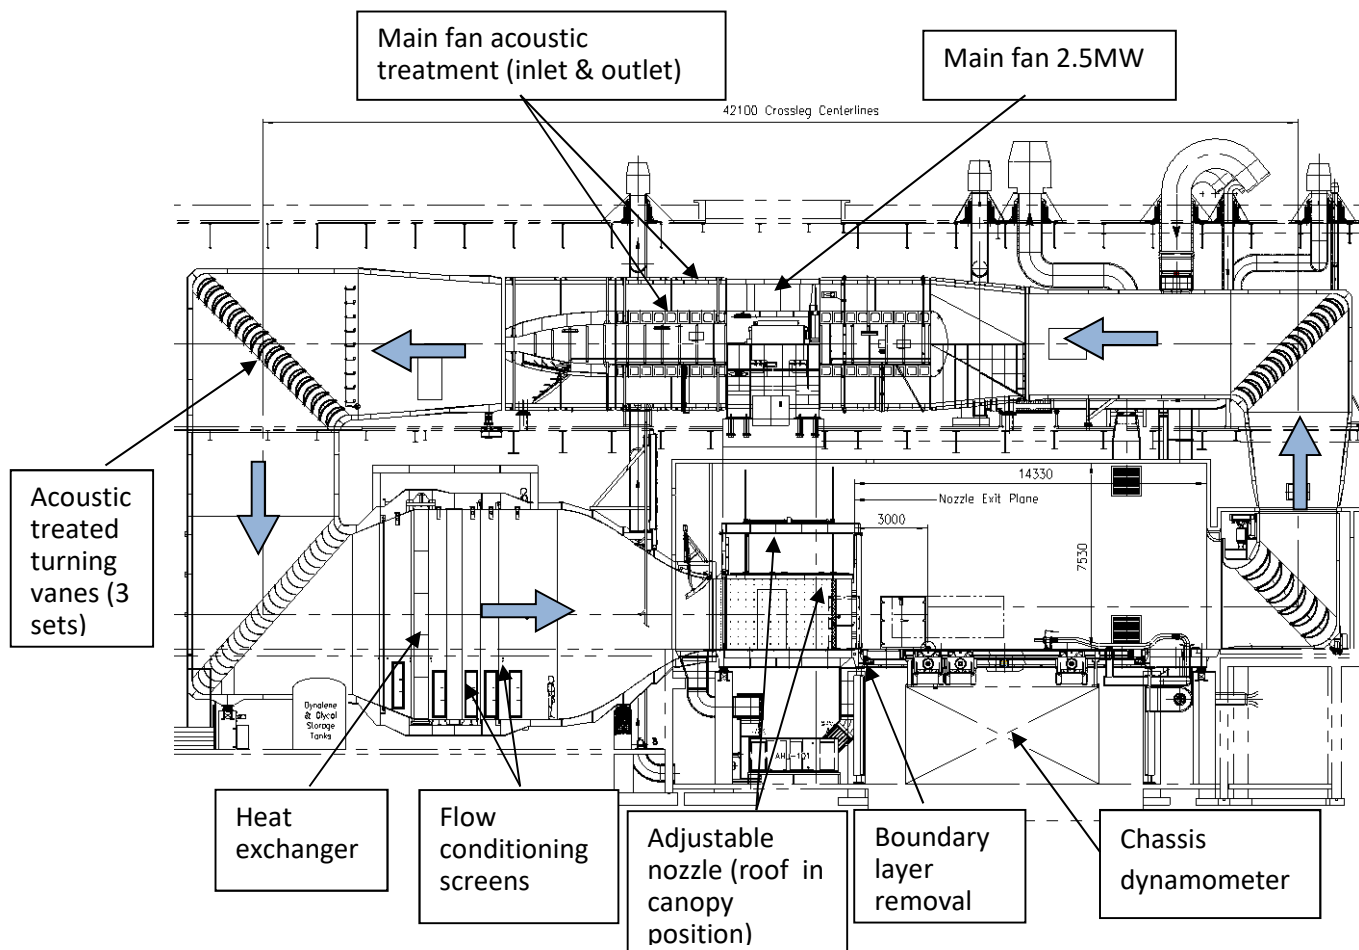 Main fan acoustic
treatment (inlet & outlet)
Main fan 2.5MW
42100 Crossleg Centerlines
Acoustic
treated
turning
vanes (3
sets)
14330
Nozzle Exit Plane
3000
7530
Dynalene
& Glycol
Storage
Tanks
AHU-101
Heat
exchanger
Flow
conditioning
screens
Adjustable
nozzle (roof in
canopy
position)
Boundary
layer
removal
Chassis
dynamometer